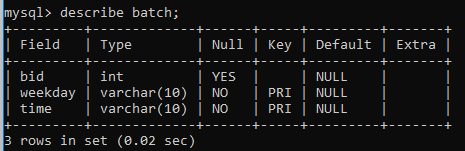 mysql> describe batch;
+---------+-------------+------+-----+---------+-------+
| Field   | Type        | Null | Key | Default | Extra |
+---------+-------------+------+-----+---------+-------+
| bid     | int         | YES  |     | NULL    |       |
| weekday | varchar(10) | NO   | PRI | NULL    |       |
| time    | varchar(10) | NO   | PRI | NULL    |       |
+---------+-------------+------+-----+---------+-------+
3 rows in set (0.02 sec)